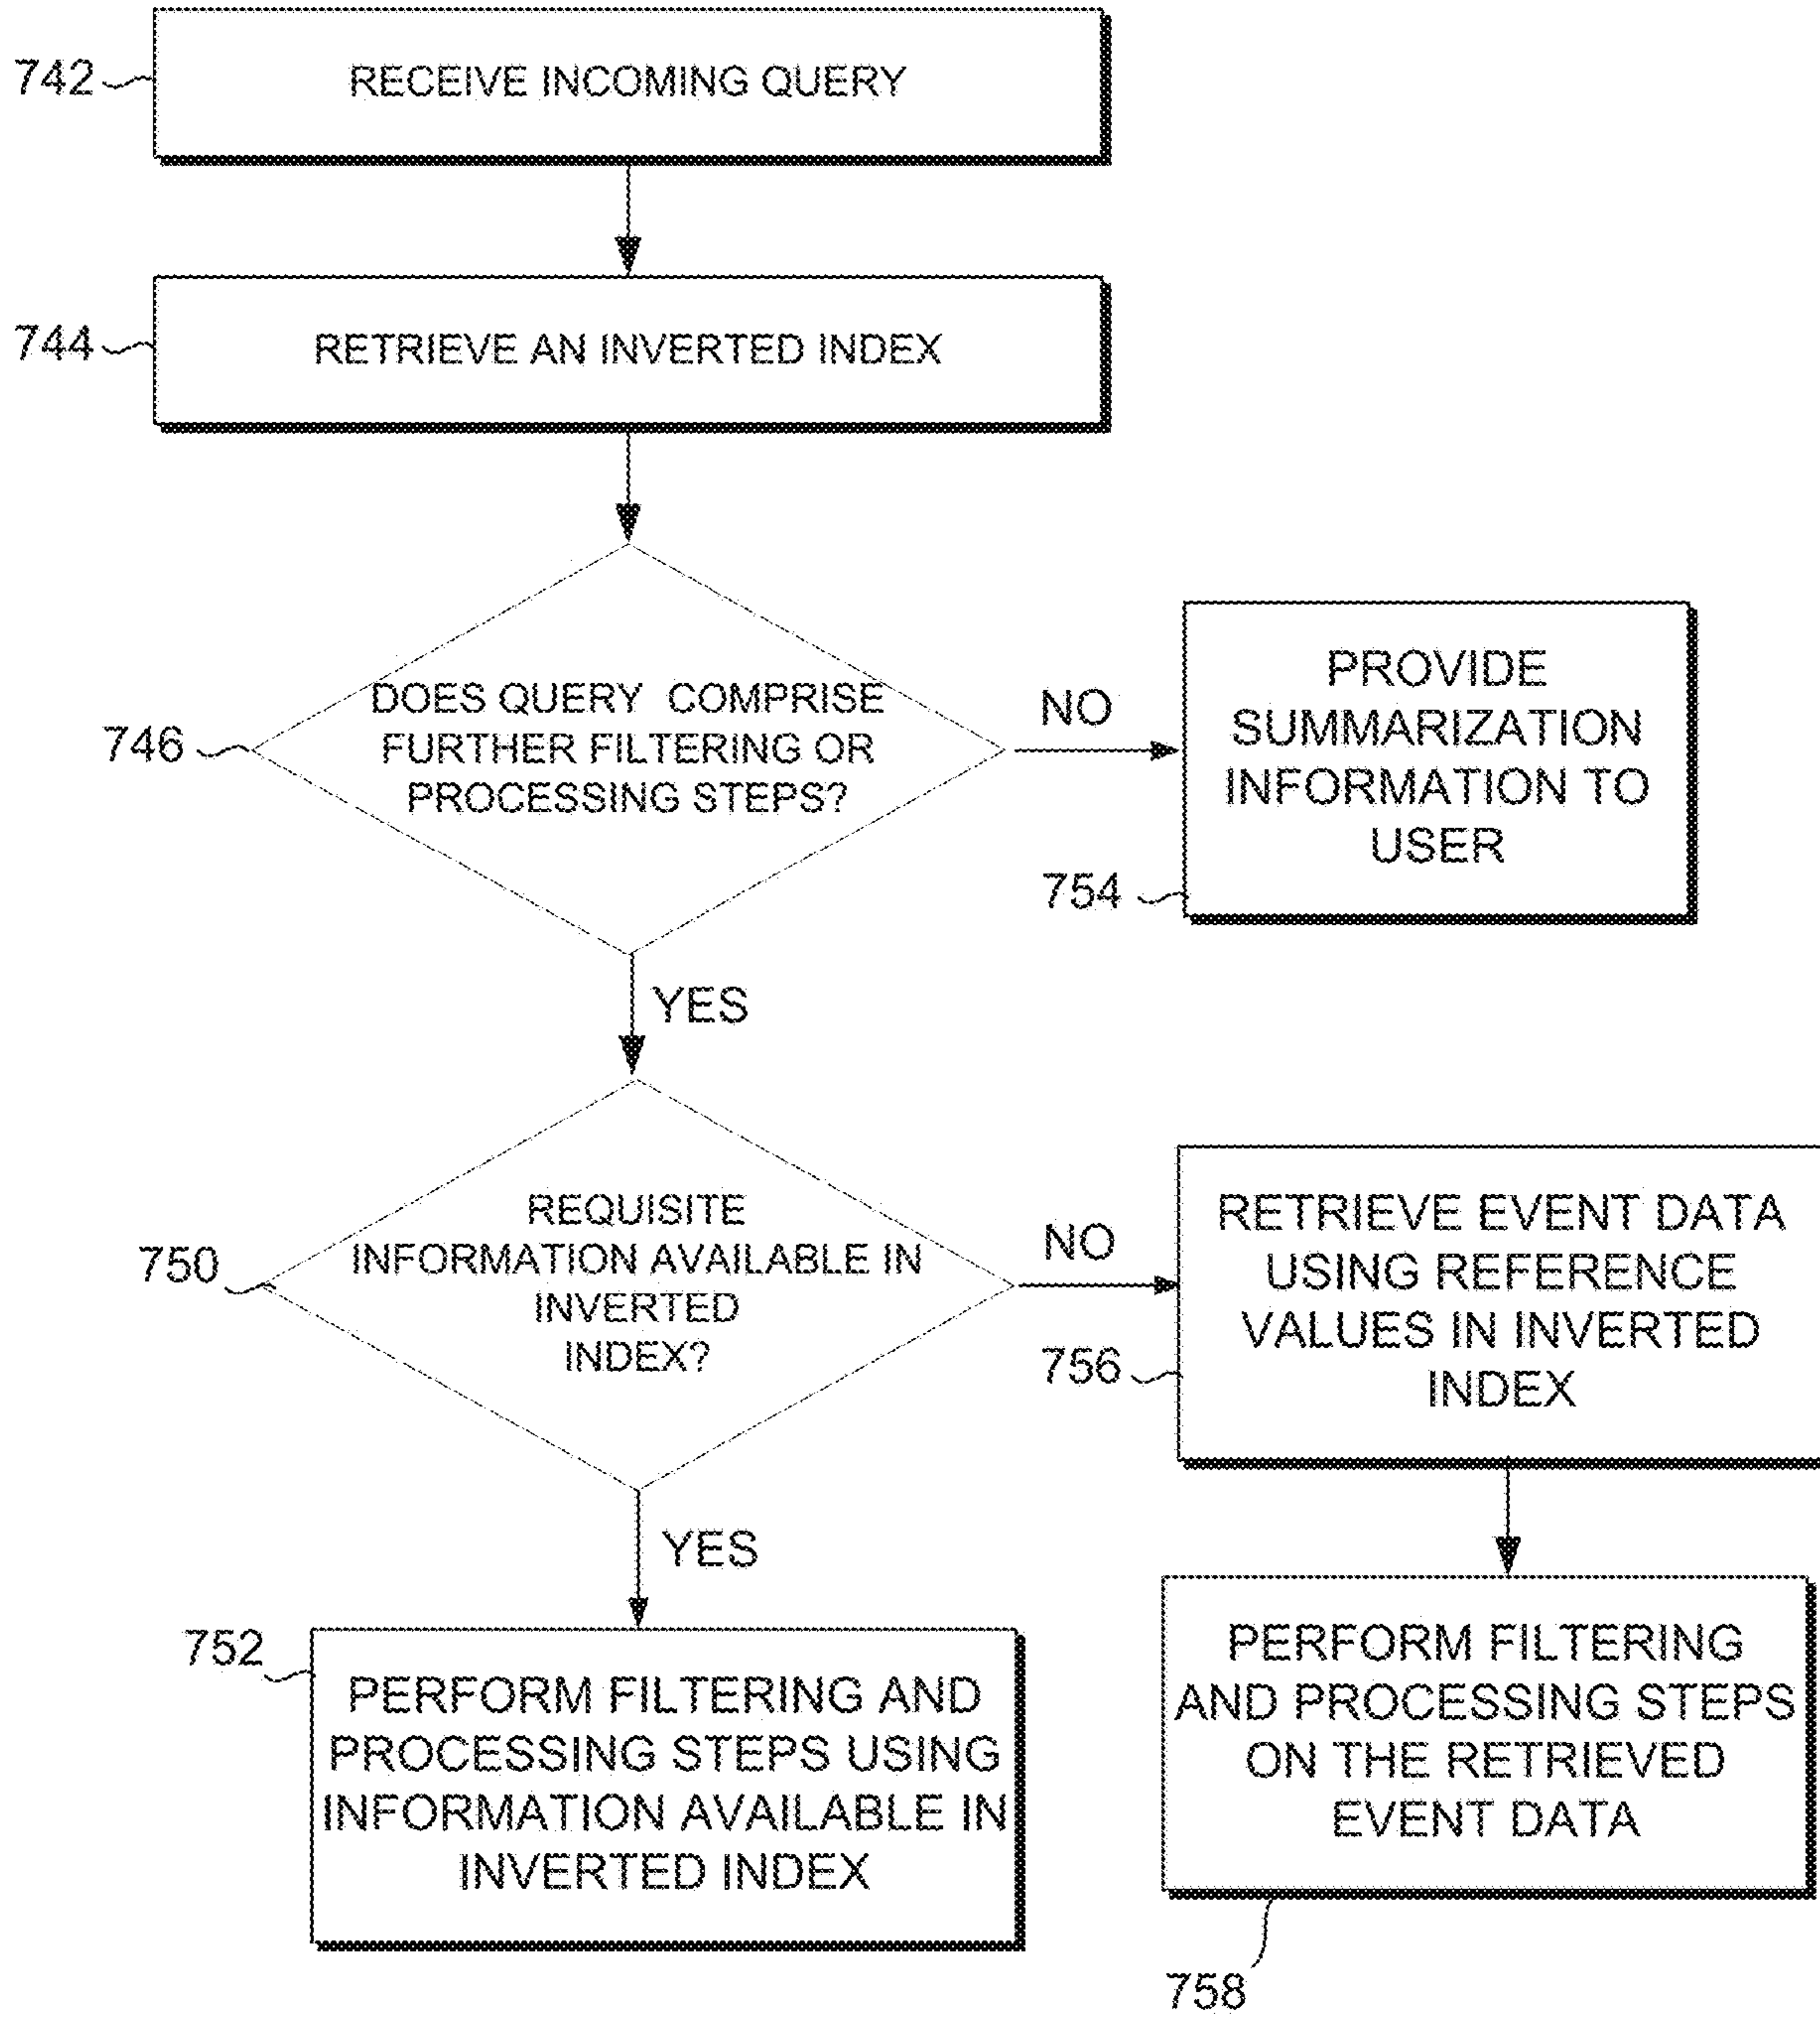 742
RECEIVE INCOMING QUERY
744
RETRIEVE AN INVERTED INDEX
746
DOES QUERY COMPRISE
FURTHER FILTERING OR
PROCESSING STEPS?
NO
PROVIDE
SUMMARIZATION
INFORMATION TO
USER
754
YES
750
REQUISITE
INFORMATION AVAILABLE IN
INVERTED
INDEX?
NO
RETRIEVE EVENT DATA
USING REFERENCE
VALUES IN INVERTED
INDEX
756
YES
752
PERFORM FILTERING AND
PROCESSING STEPS USING
INFORMATION AVAILABLE IN
INVERTED INDEX
PERFORM FILTERING
AND PROCESSING STEPS
ON THE RETRIEVED
EVENT DATA
758